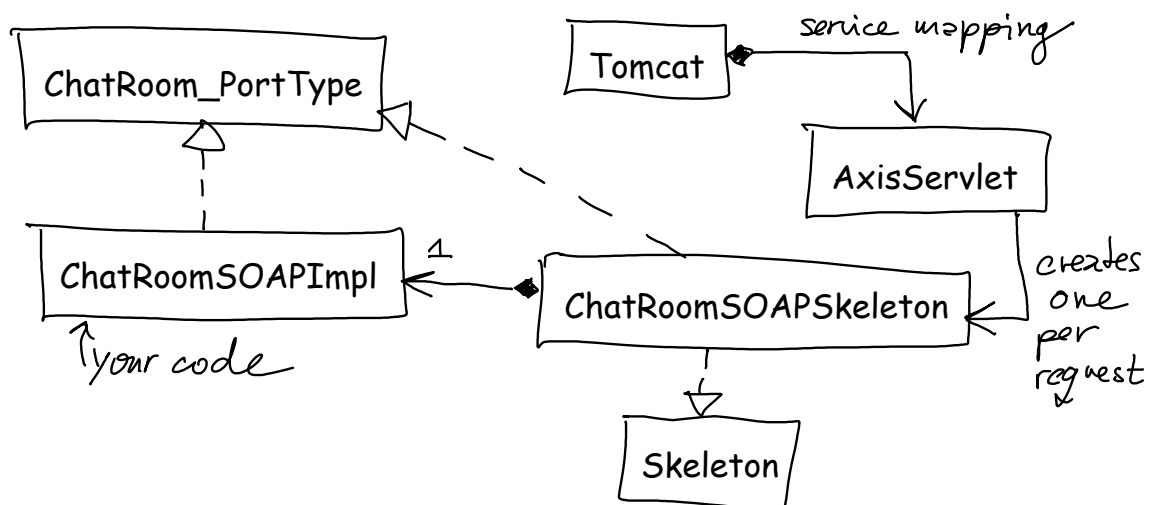 service mapping
ChatRoom_PortType
Tomcat
AxisServlet
1
ChatRoomSOAPImpl
ChatRoomSOAPSkeleton
creates
one
per
request
your code
Skeleton